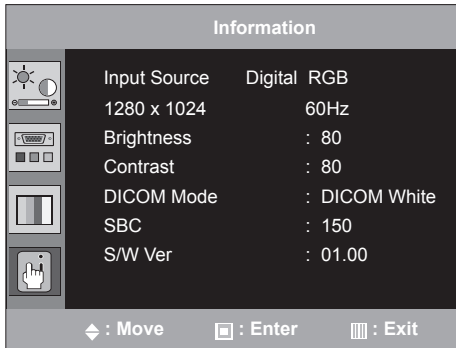 Information
Input Source Digital RGB
1280 x 1024 60Hz
Brightness : 80
Contrast : 80
DICOM Mode : DICOM White
SBC : 150
S/W Ver : 01.00
: Move : Enter : Exit